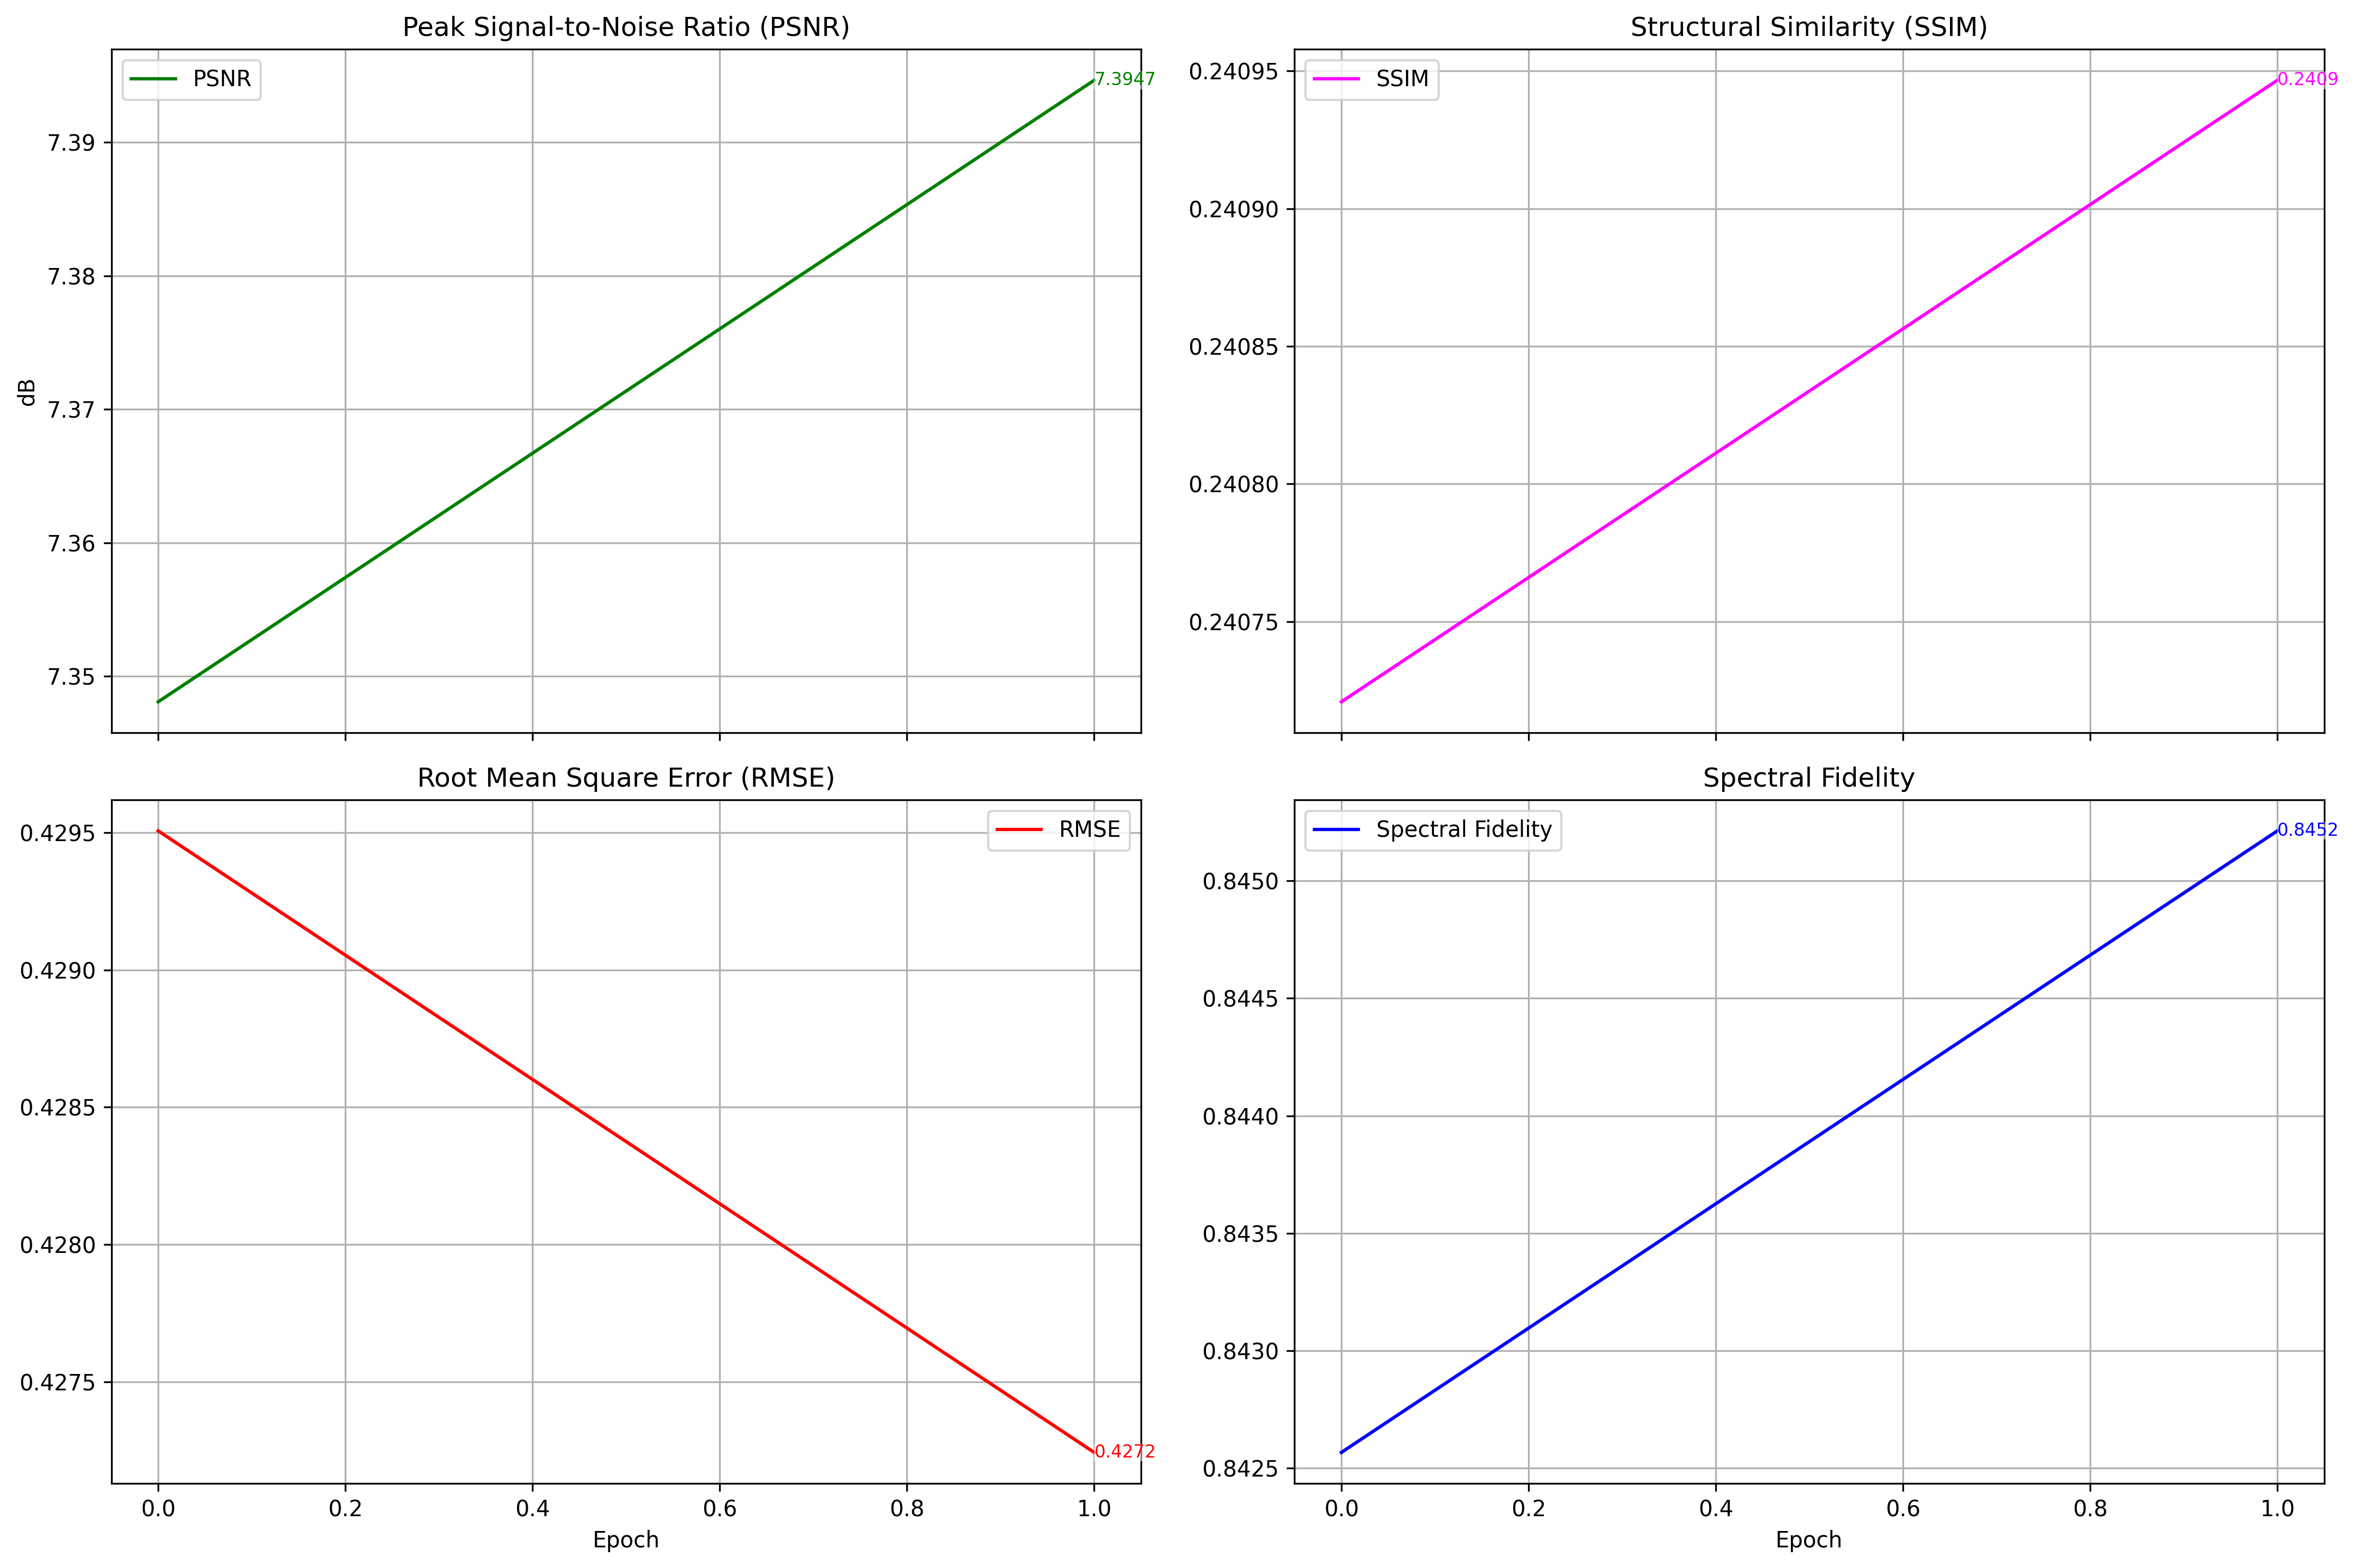 Peak Signal-to-Noise Ratio (PSNR)
PSNR
7.3947
7.39
7.38
7.37
7.36
7.35
dB
Structural Similarity (SSIM)
SSIM
0.2409
0.24095
0.24090
0.24085
0.24080
0.24075
Root Mean Square Error (RMSE)
RMSE
0.4272
0.4295
0.4290
0.4285
0.4280
0.4275
0.0 0.2 0.4 0.6 0.8 1.0
Epoch
Spectral Fidelity
Spectral Fidelity
0.8452
0.8450
0.8445
0.8440
0.8435
0.8430
0.8425
0.0 0.2 0.4 0.6 0.8 1.0
Epoch